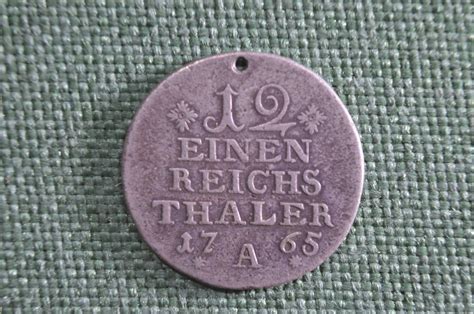 12
EINEN
REICHS
THALER
17 65
A